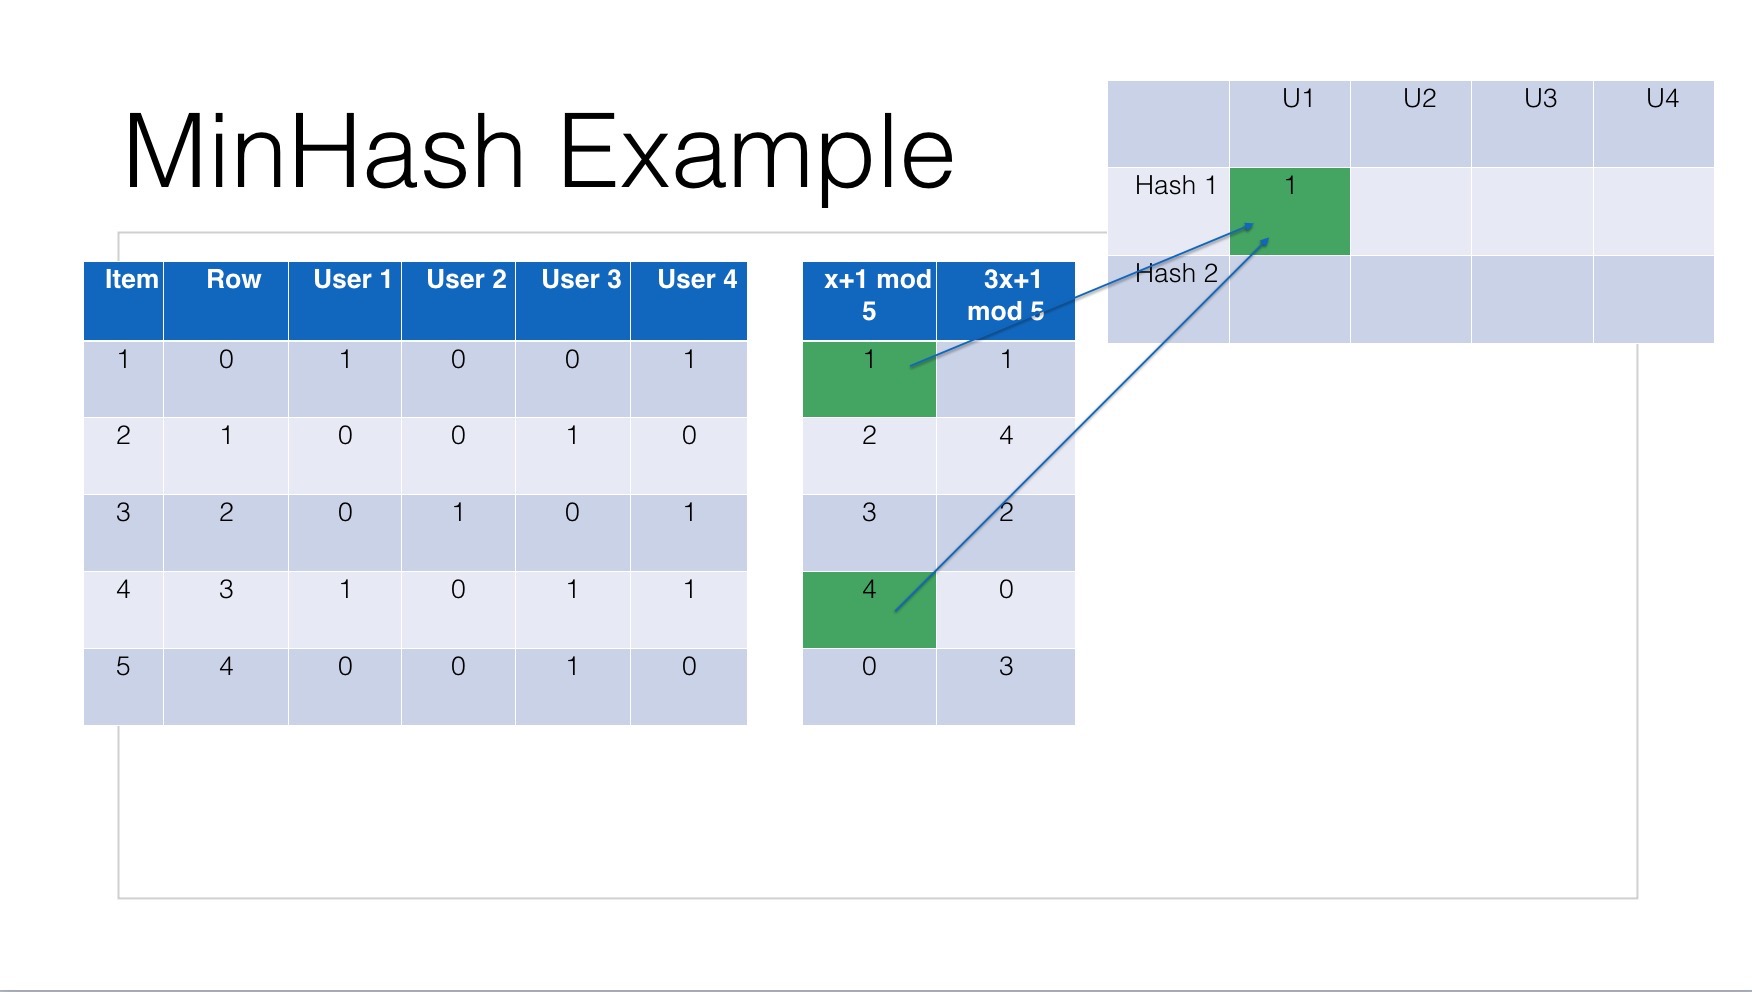 MinHash Example
U1 U2 U3 U4
Hash 1 1
Hash 2
Item Row User 1 User 2 User 3 User 4
1 0 1 0 0 1
2 1 0 0 1 0
3 2 0 1 0 1
4 3 1 0 1 1
5 4 0 0 1 0
x+1 mod 3x+1
5 mod 5
1 1
2 4
3 2
4 0
0 3